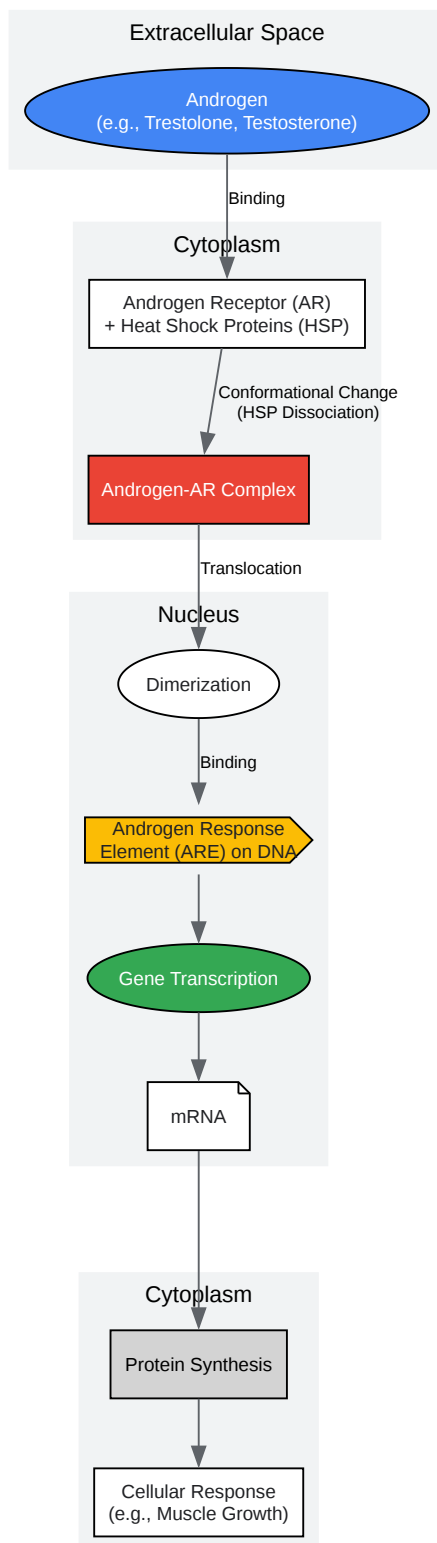 Extracellular Space
Androgen
(e.g., Trestolone, Testosterone)
Binding
Cytoplasm
Androgen Receptor (AR)
+ Heat Shock Proteins (HSP)
Conformational Change
(HSP Dissociation)
Androgen-AR Complex
Translocation
Nucleus
Dimerization
Binding
Androgen Response
Element (ARE) on DNA
Gene Transcription
mRNA
Cytoplasm
Protein Synthesis
Cellular Response
(e.g., Muscle Growth)